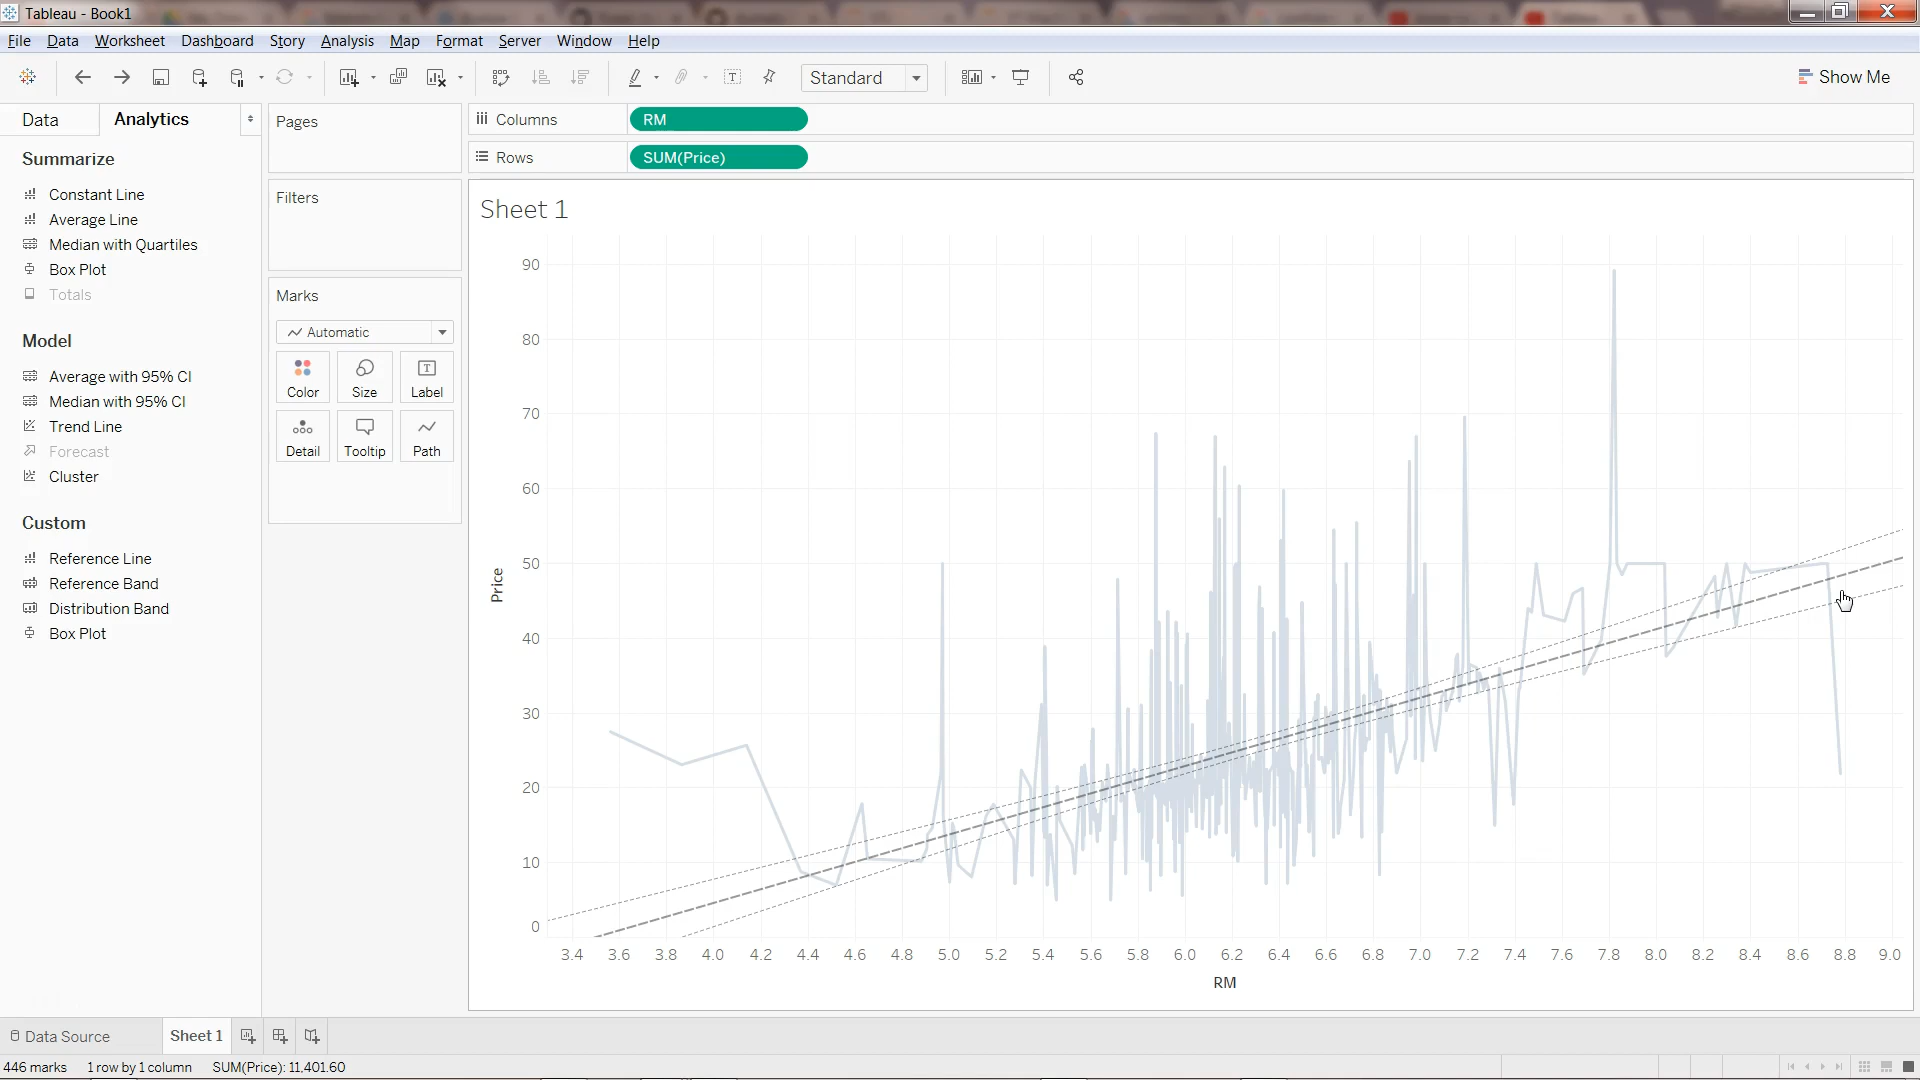 Tableau - Book1
File Data Worksheet Dashboard Story Analysis Map Format Server Window Help
Standard
Show Me
Data Analytics
Pages
Columns RM
Rows SUM(Price)
Summarize
Constant Line
Average Line
Median with Quartiles
Box Plot
Totals
Model
Average with 95% CI
Median with 95% CI
Trend Line
Forecast
Cluster
Custom
Reference Line
Reference Band
Distribution Band
Box Plot
Filters
Marks
Automatic
Color Size Label
Detail Tooltip Path
Sheet 1
90
80
70
60
50
40
30
20
10
0
Price
3.4 3.6 3.8 4.0 4.2 4.4 4.6 4.8 5.0 5.2 5.4 5.6 5.8 6.0 6.2 6.4 6.6 6.8 7.0 7.2 7.4 7.6 7.8 8.0 8.2 8.4 8.6 8.8 9.0
RM
Data Source Sheet 1
446 marks 1 row by 1 column SUM(Price): 11,401.60